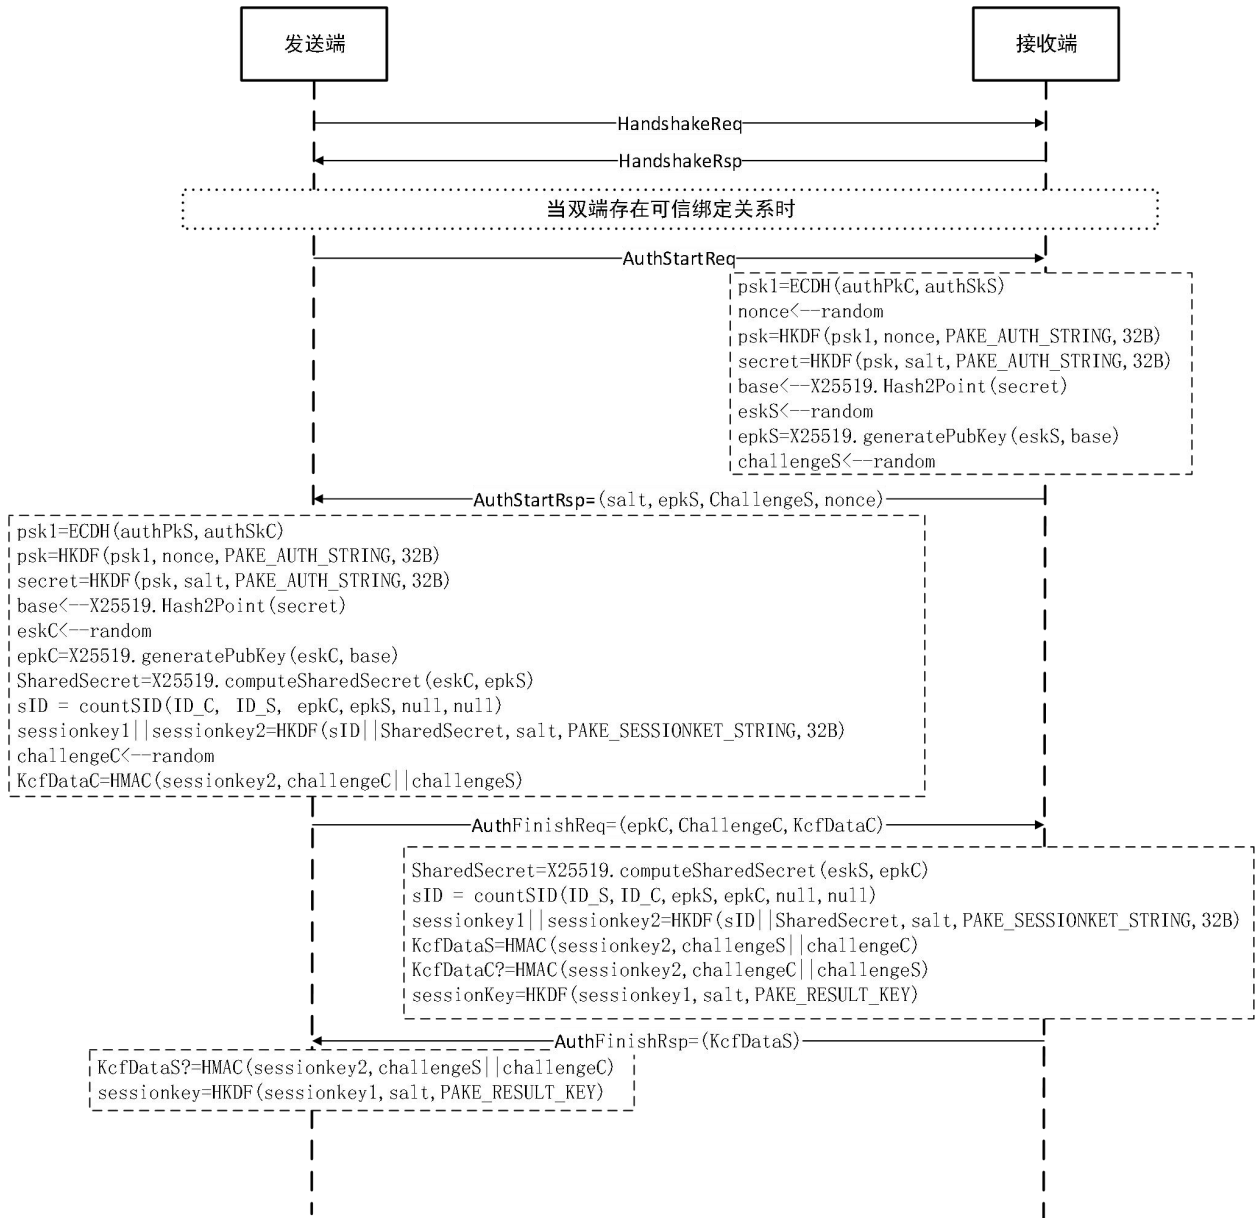 发送端
接收端
HandshakeReq
HandshakeRsp
当双端存在可信绑定关系时
AuthStartReq
psk1=ECDH(authPkC,authSkS)
nonce<--random
psk=HKDF(psk1,nonce,PAKE_AUTH_STRING,32B)
secret=HKDF(psk,salt,PAKE_AUTH_STRING,32B)
base<--X25519.Hash2Point(secret)
eskS<--random
epkS=X25519.generatePubKey(eskS,base)
challengeS<--random
AuthStartRsp=(salt,epkS,ChallengeS,nonce)
psk1=ECDH(authPkS,authSkC)
psk=HKDF(psk1,nonce,PAKE_AUTH_STRING,32B)
secret=HKDF(psk,salt,PAKE_AUTH_STRING,32B)
base<--X25519.Hash2Point(secret)
eskC<--random
epkC=X25519.generatePubKey(eskC,base)
SharedSecret=X25519.computeSharedSecret(eskC,epkS)
sID = countSID(ID_C, ID_S, epkC,epkS,null,null)
sessionkey1||sessionkey2=HKDF(sID||SharedSecret,salt,PAKE_SESSIONKET_STRING,32B)
challengeC<--random
KcfDataC=HMAC(sessionkey2,challengeC||challengeS)
AuthFinishReq=(epkC,ChallengeC,KcfDataC)
SharedSecret=X25519.computeSharedSecret(eskS,epkC)
sID = countSID(ID_S,ID_C,epkS,epkC,null,null)
sessionkey1||sessionkey2=HKDF(sID||SharedSecret,salt,PAKE_SESSIONKET_STRING,32B)
KcfDataS=HMAC(sessionkey2,challengeS||challengeC)
KcfDataC?=HMAC(sessionkey2,challengeC||challengeS)
sessionKey=HKDF(sessionkey1,salt,PAKE_RESULT_KEY)
AuthFinishRsp=(KcfDataS)
KcfDataS?=HMAC(sessionkey2,challengeS||challengeC)
sessionkey=HKDF(sessionkey1,salt,PAKE_RESULT_KEY)